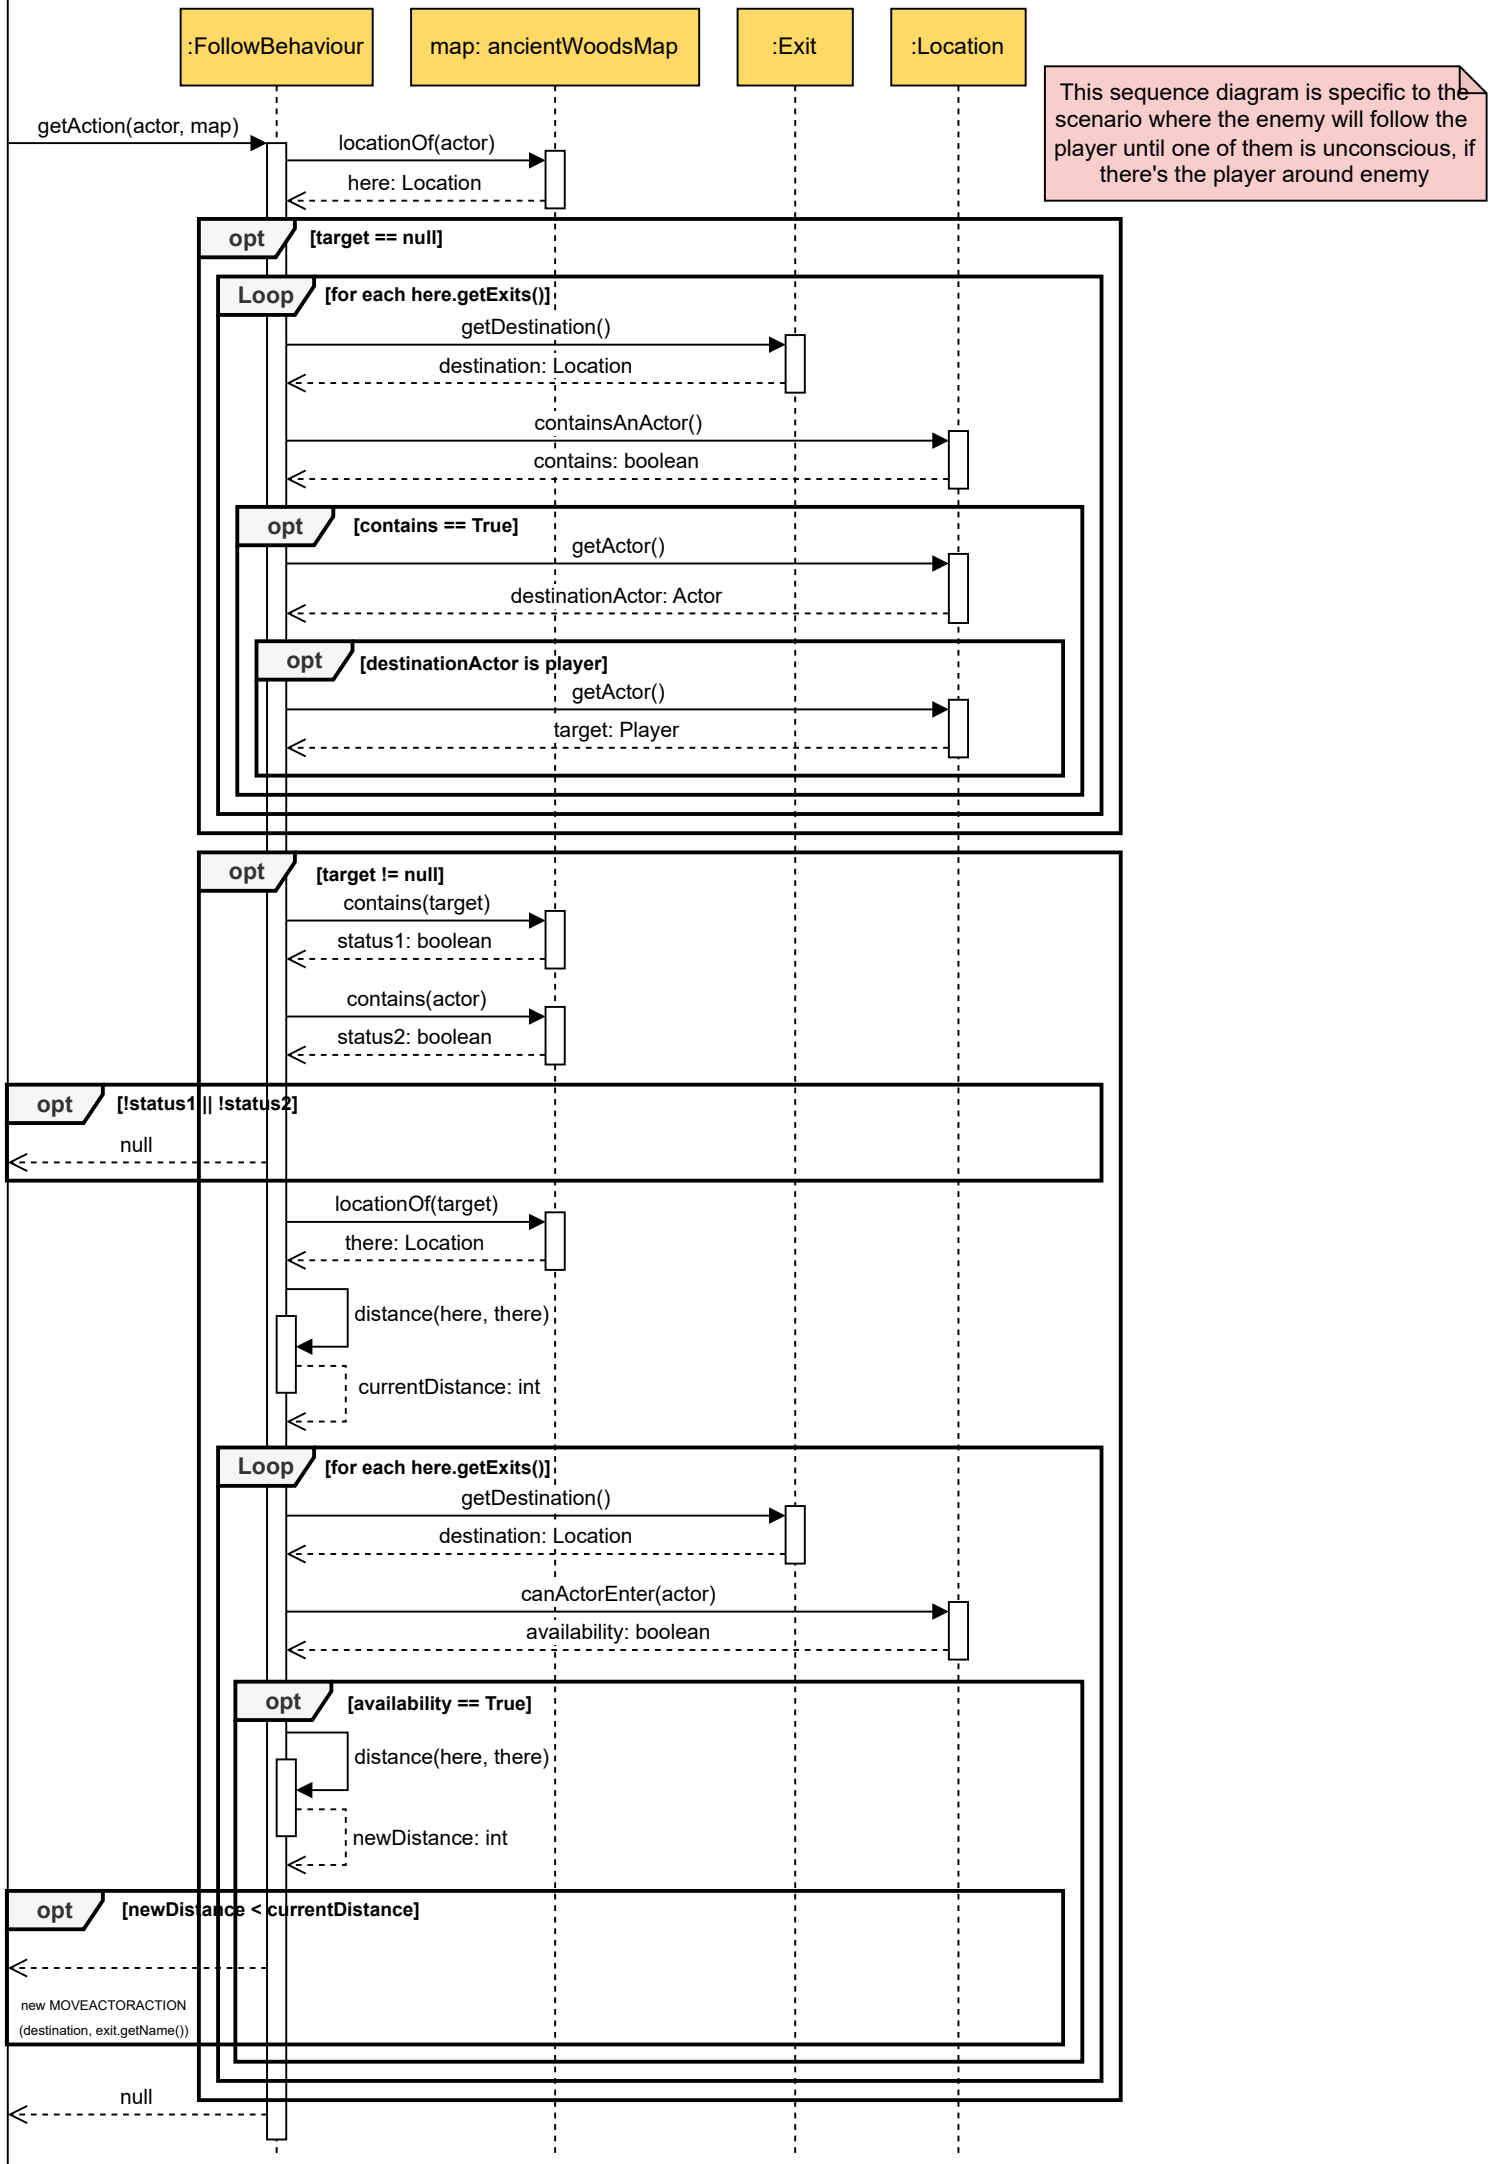 :FollowBehaviour
map: ancientWoodsMap
:Exit
:Location
This sequence diagram is specific to the
scenario where the enemy will follow the
player until one of them is unconscious, if
there's the player around enemy
getAction(actor, map)
locationOf(actor)
here: Location
opt
[target == null]
Loop
[for each here.getExits()]
getDestination()
destination: Location
containsAnActor()
contains: boolean
opt
[contains == True]
getActor()
destinationActor: Actor
opt
[destinationActor is player]
getActor()
target: Player
opt
[target != null]
contains(target)
status1: boolean
contains(actor)
status2: boolean
opt
[!status1 || !status2]
null
locationOf(target)
there: Location
distance(here, there)
currentDistance: int
Loop
[for each here.getExits()]
getDestination()
destination: Location
canActorEnter(actor)
availability: boolean
opt
[availability == True]
distance(here, there)
newDistance: int
opt
[newDistance < currentDistance]
new MOVEACTORACTION
(destination, exit.getName())
null